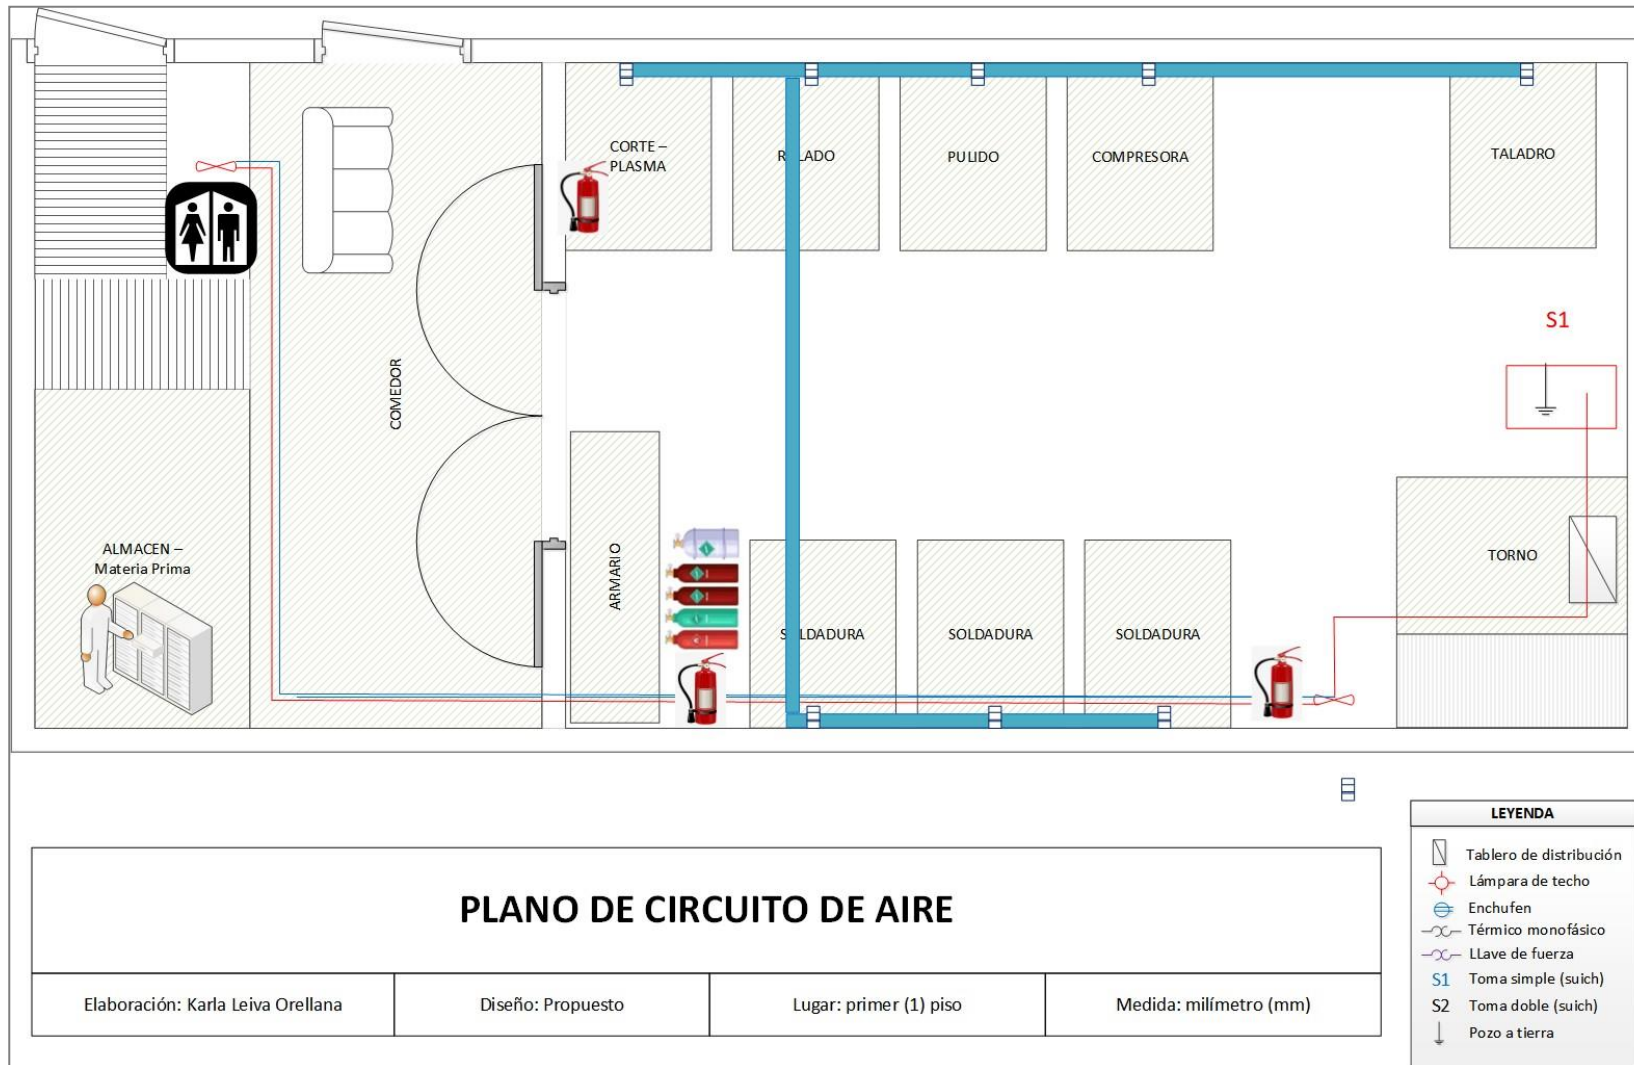 CORTE –
PLASMA
PULIDO
COMPRESORA
TALADRO
S1
COMEDOR
ALMACEN –
Materia Prima
ARMARIO
SOLDADURA
SOLDADURA
TORNO
PLANO DE CIRCUITO DE AIRE
Elaboración: Karla Leiva Orellana
Diseño: Propuesto
Lugar: primer (1) piso
Medida: milímetro (mm)
LEYENDA
Tablero de distribución
Lámpara de techo
Enchufen
Térmico monofásico
LLave de fuerza
S1 Toma simple (suich)
S2 Toma doble (suich)
Pozo a tierra